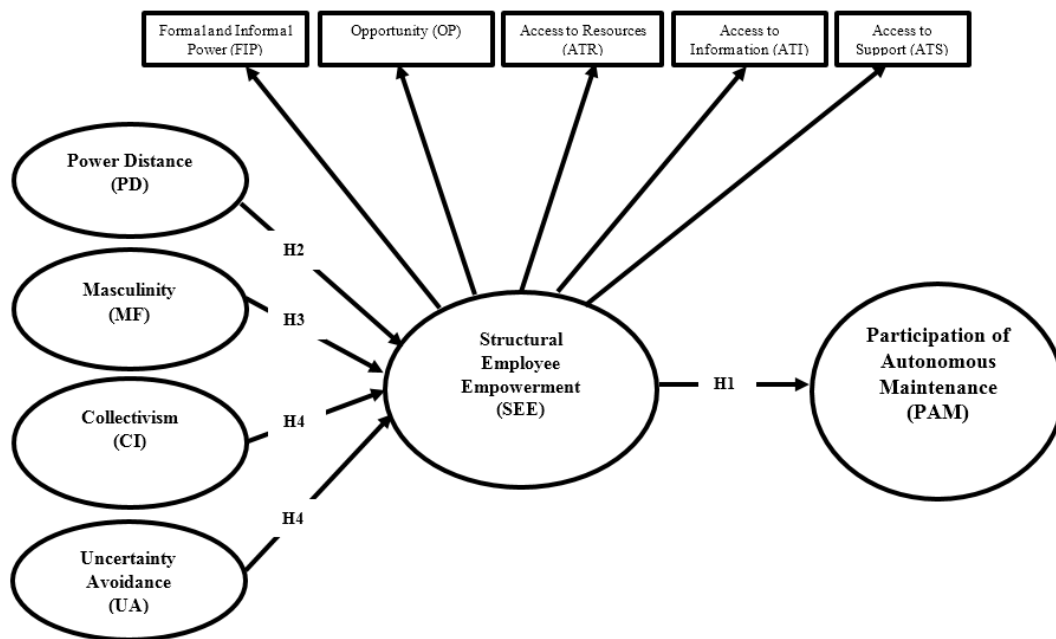 Formal and Informal
Power (FIP)
Opportunity (OP)
Access to Resources
(ATR)
Access to
Information (ATI)
Access to
Support (ATS)
Power Distance
(PD)
H2
Masculinity
(MF)
H3
Structural
Employee
Empowerment
(SEE)
H1
Participation of
Autonomous
Maintenance
(PAM)
Collectivism
(CI)
H4
H4
Uncertainty
Avoidance
(UA)